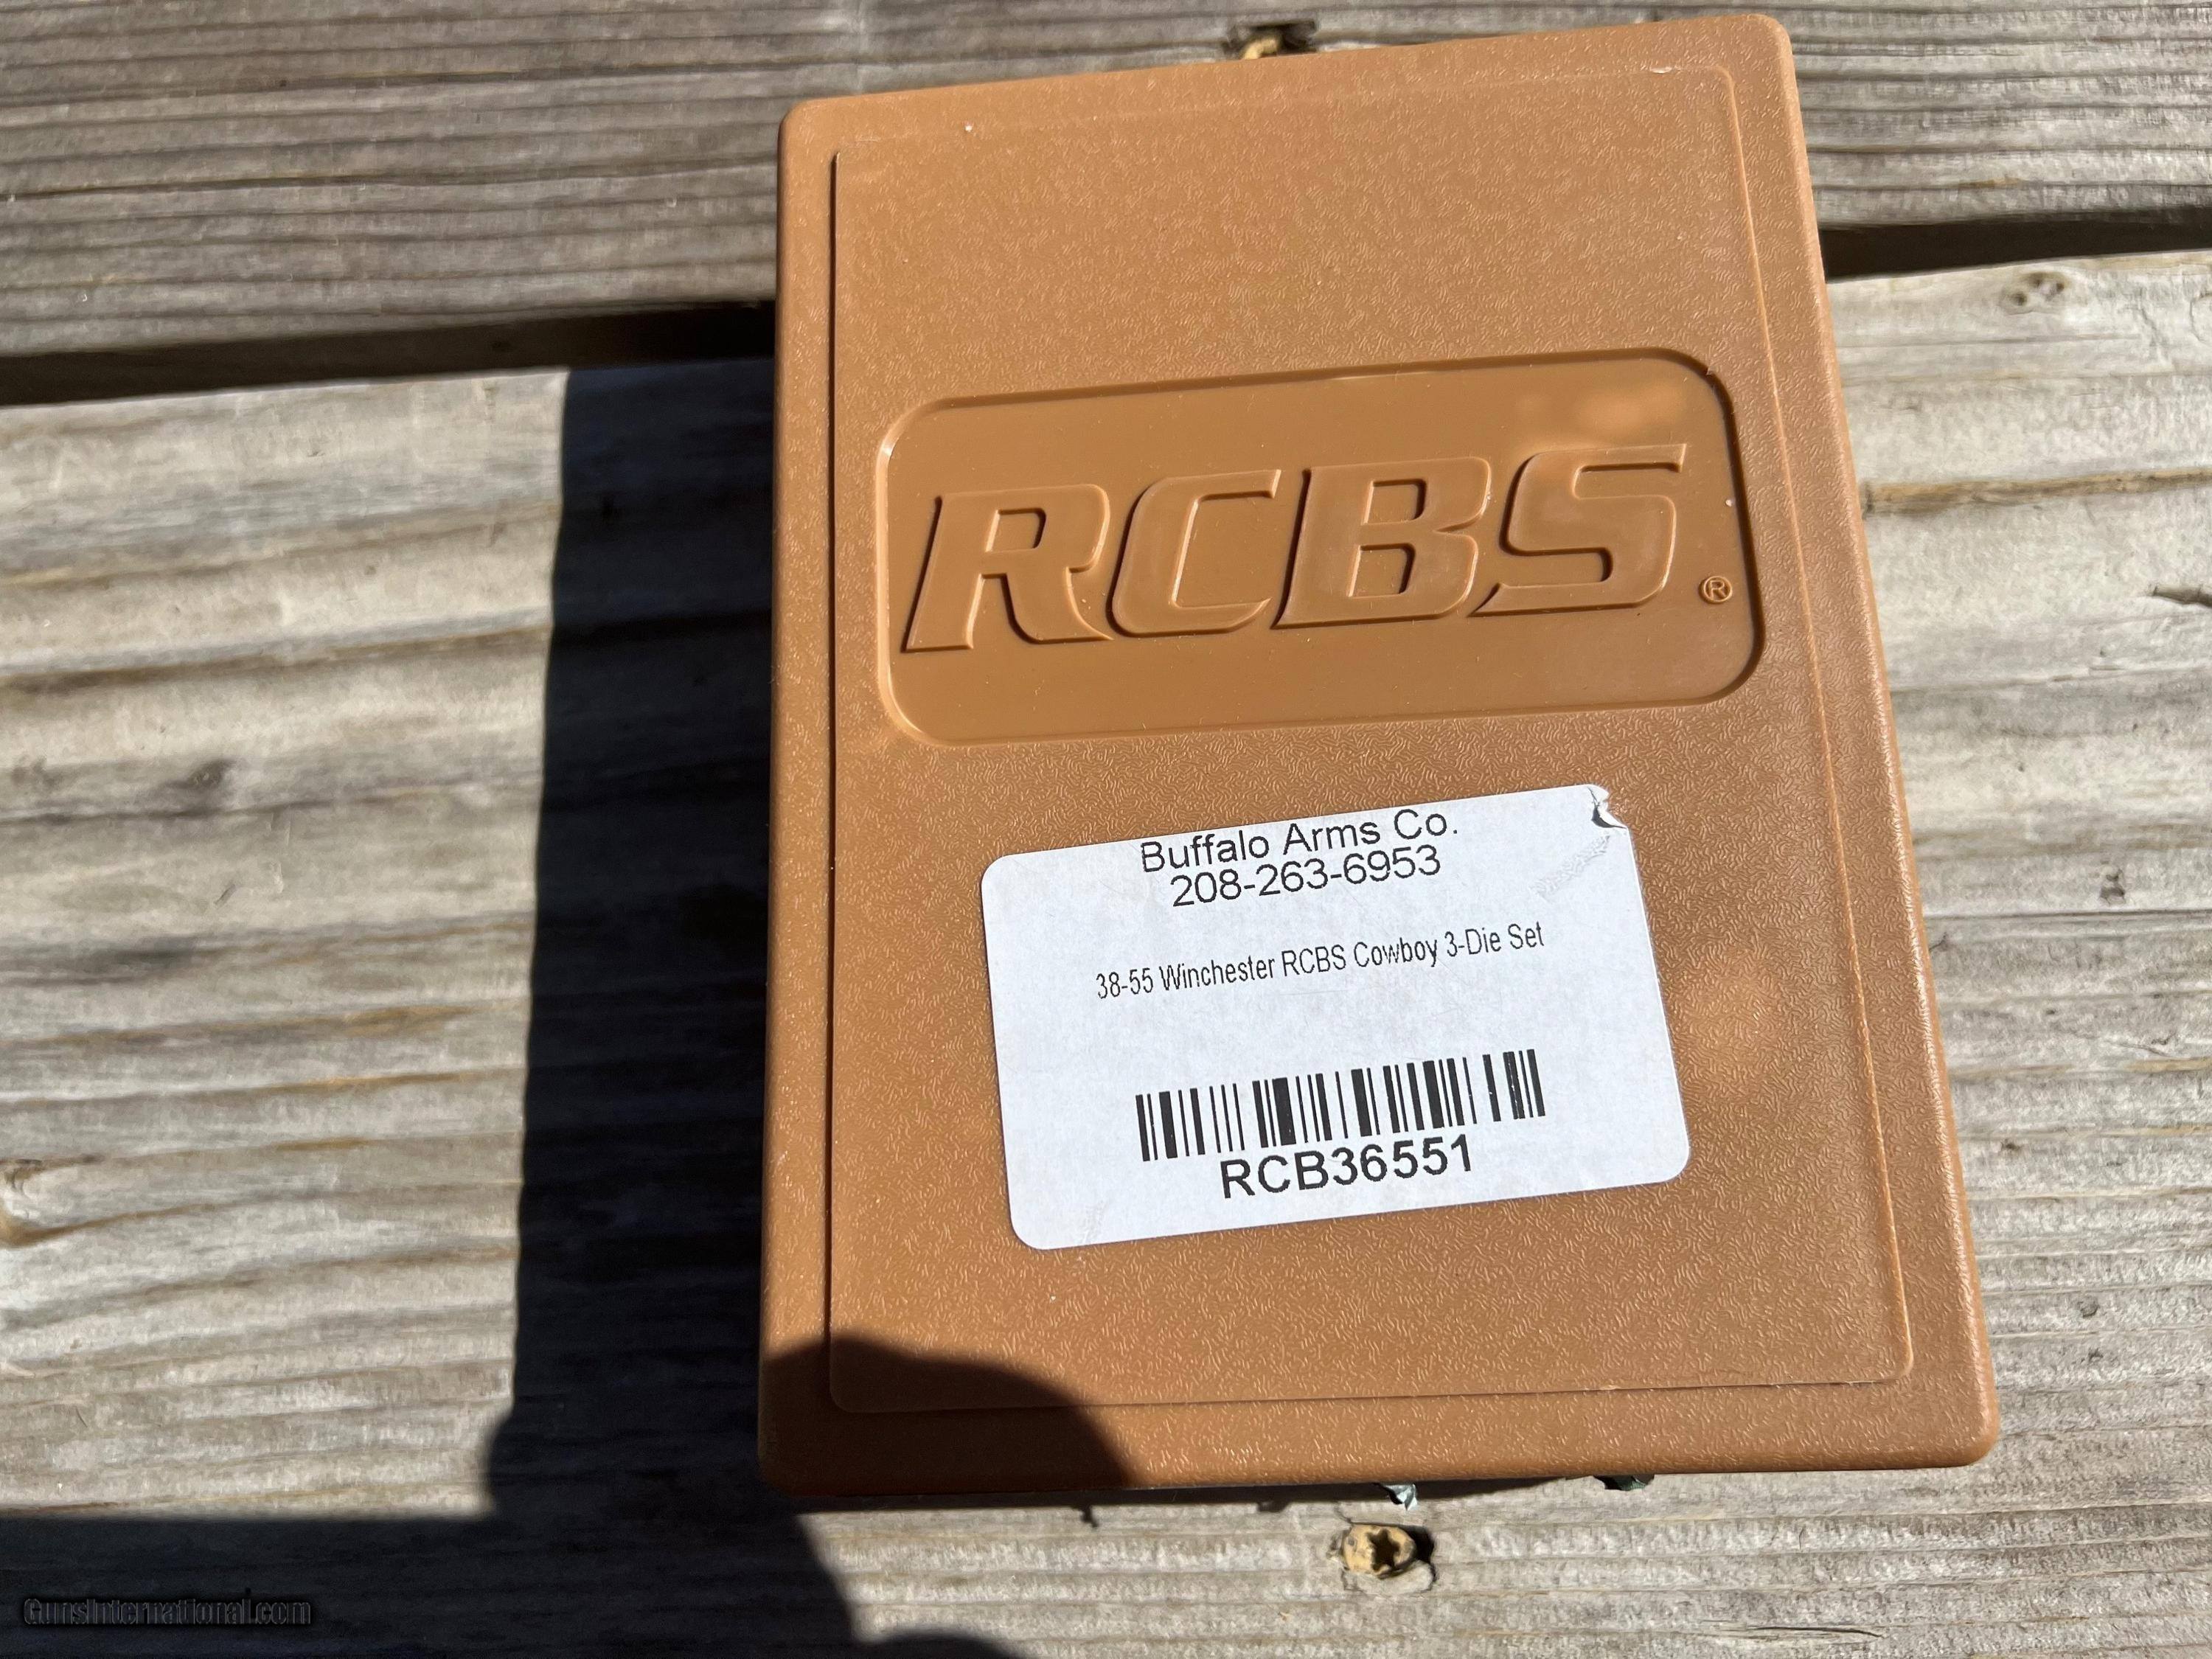 RCBS®
Buffalo Arms Co.
208-263-6953
38-55 Winchester RCBS Cowboy 3-Die Set
RCB36551
GunsInternational.com